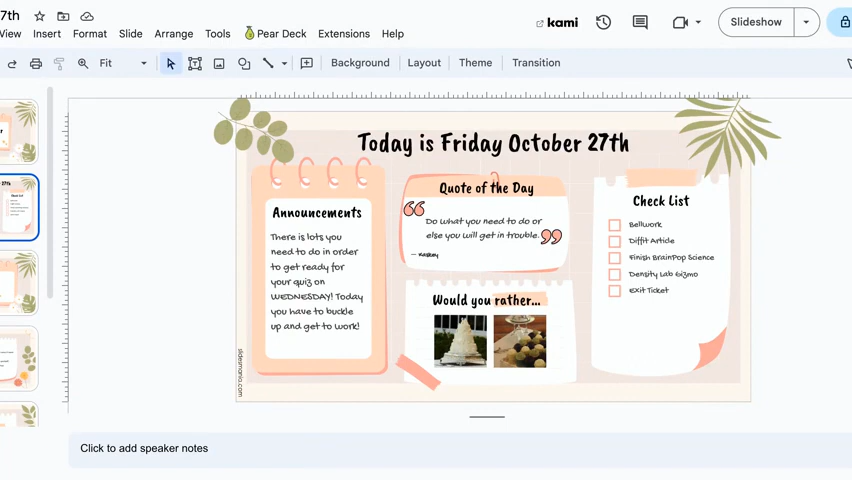 7th
kami
Slideshow
View Insert Format Slide Arrange Tools Pear Deck Extensions Help
Fit
Background Layout Theme Transition
Today is Friday October 27th
Announcements
There is lots you
need to do in order
to get ready for
your quiz on
WEDNESDAY! Today
you have to buckle
up and get to work!
Quote of the Day
Do what you need to do or
else you will get in trouble.
Would you rather...
Check List
Bellwork
Diffit Article
Finish BrainPop Science
Density Lab Gizmo
Exit Ticket
slidesmania.com
Click to add speaker notes